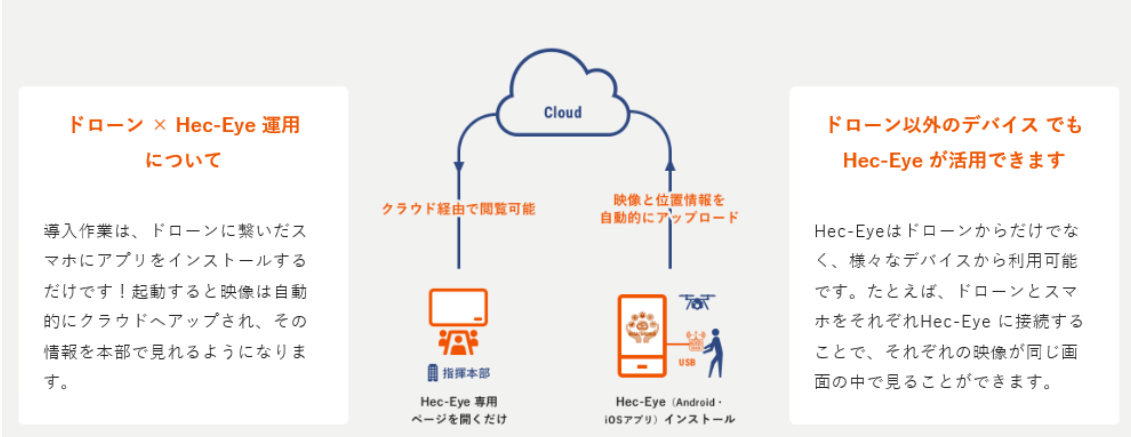 ドローン × Hec-Eye 運用
について
導入作業は、ドローンに繋いだス
マホにアプリをインストールする
だけです！起動すると映像は自動
的にクラウドへアップされ、その
情報を本部で見れるようになりま
す。
Cloud
クラウド経由で閲覧可能
映像と位置情報を
自動的にアップロード
指揮本部
Hec-Eye 専用
ページを開くだけ
USB
Hec-Eye（Android・
iOSアプリ）インストール
ドローン以外のデバイス でも
Hec-Eye が活用できます
Hec-Eyeはドローンからだけでな
く、様々なデバイスから利用可能
です。たとえば、ドローンとスマ
ホをそれぞれHec-Eye に接続する
ことで、それぞれの映像が同じ画
面の中で見ることができます。